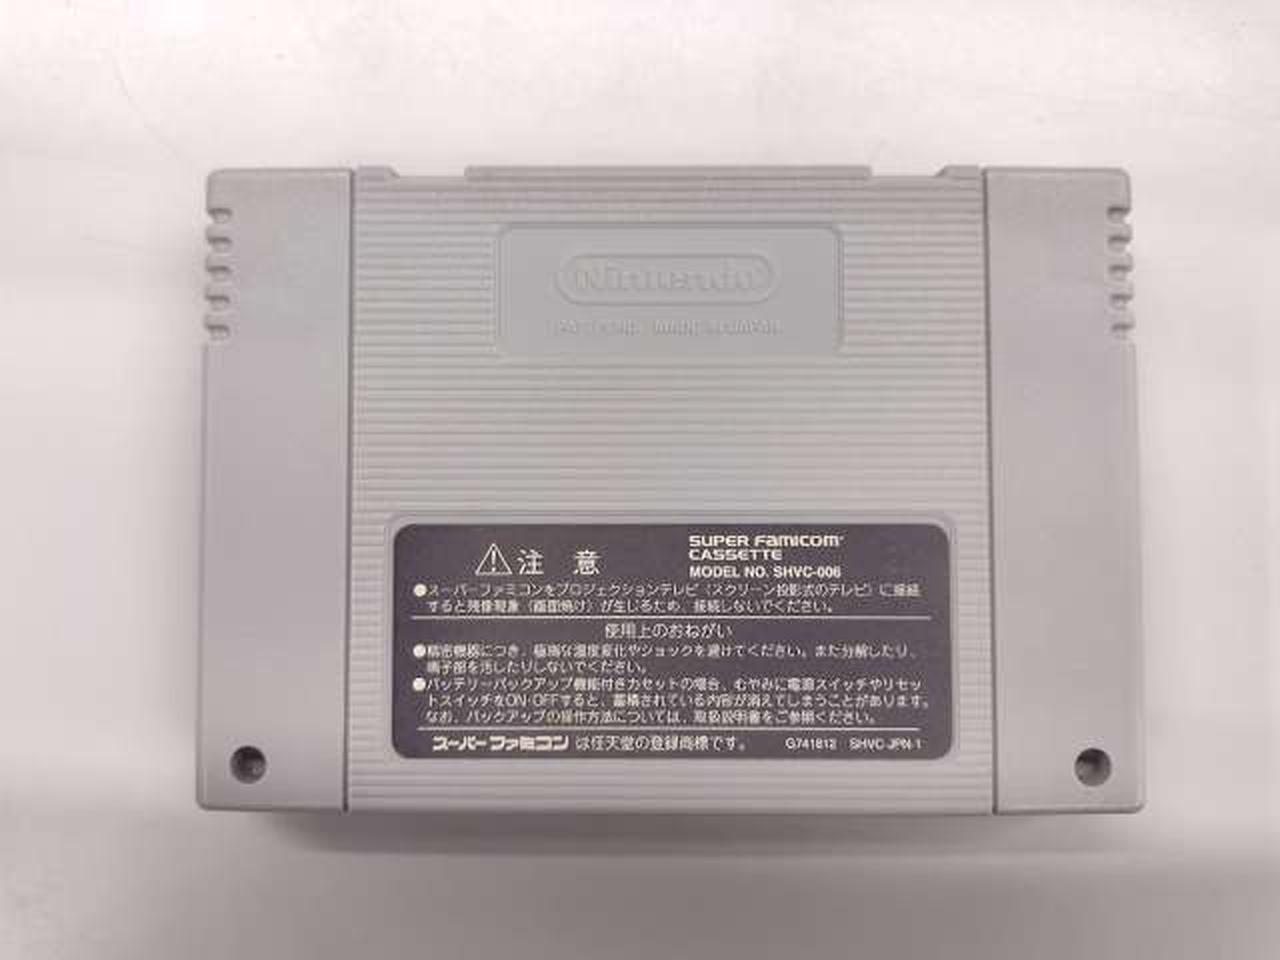 Nintendo
⚠注 意
SUPER FAMICOM
CASSETTE
MODEL NO. SHVC-006
●スーパーファミコンをプロジェクションテレビ（スクリーン投影式のテレビ）に接続
すると残像現象（画面焼け）が生じるため、接続しないでください。
使用上のおねがい
●精密機器につき、極端な温度変化やショックを避けてください。また分解したり、
端子部を汚したりしないでください。
●バッテリーバックアップ機能付きカセットの場合、むやみに電源スイッチやリセッ
トスイッチをON・OFFすると、蓄積されている内容が消えてしまうことがあります。
なお、バックアップの操作方法については、取扱説明書をご参照ください。
スーパーファミコンは任天堂の登録商標です。
G741812 SHVC-JPN-1